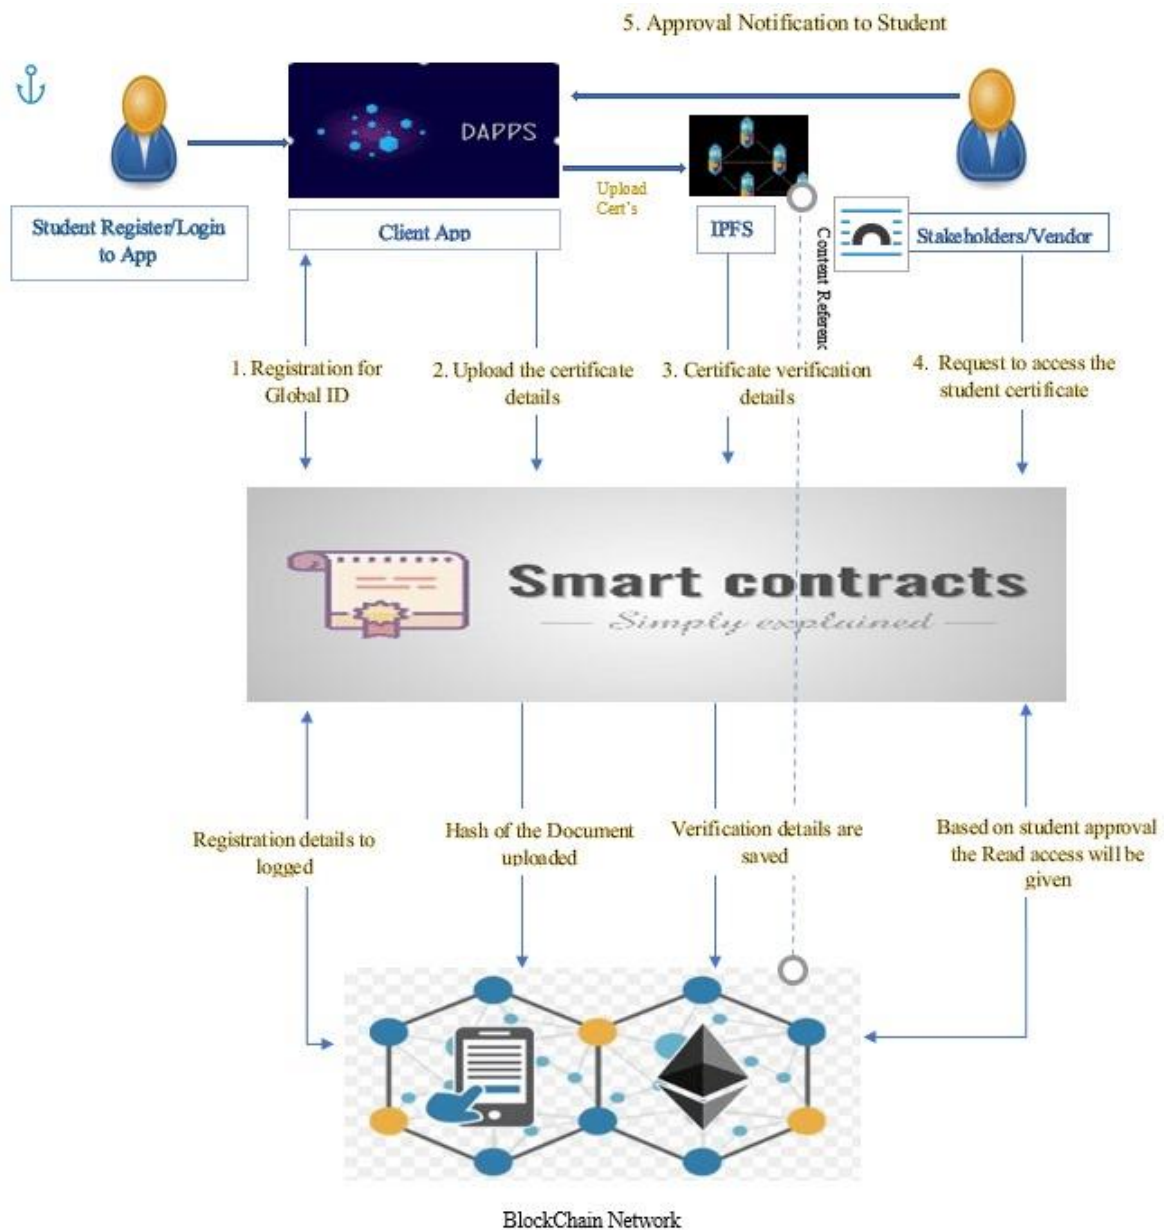 5. Approval Notification to Student
DAPPS
Upload
Cert's
Student Register/Login
to App
Client App
IPFS
Stakeholders/Vendor
Content Referenc
1. Registration for
Global ID
2. Upload the certificate
details
3. Certificate verification
details
4. Request to access the
student certificate
Smart contracts
Simply explained
Registration details to
logged
Hash of the Document
uploaded
Verification details are
saved
Based on student approval
the Read access will be
given
BlockChain Network